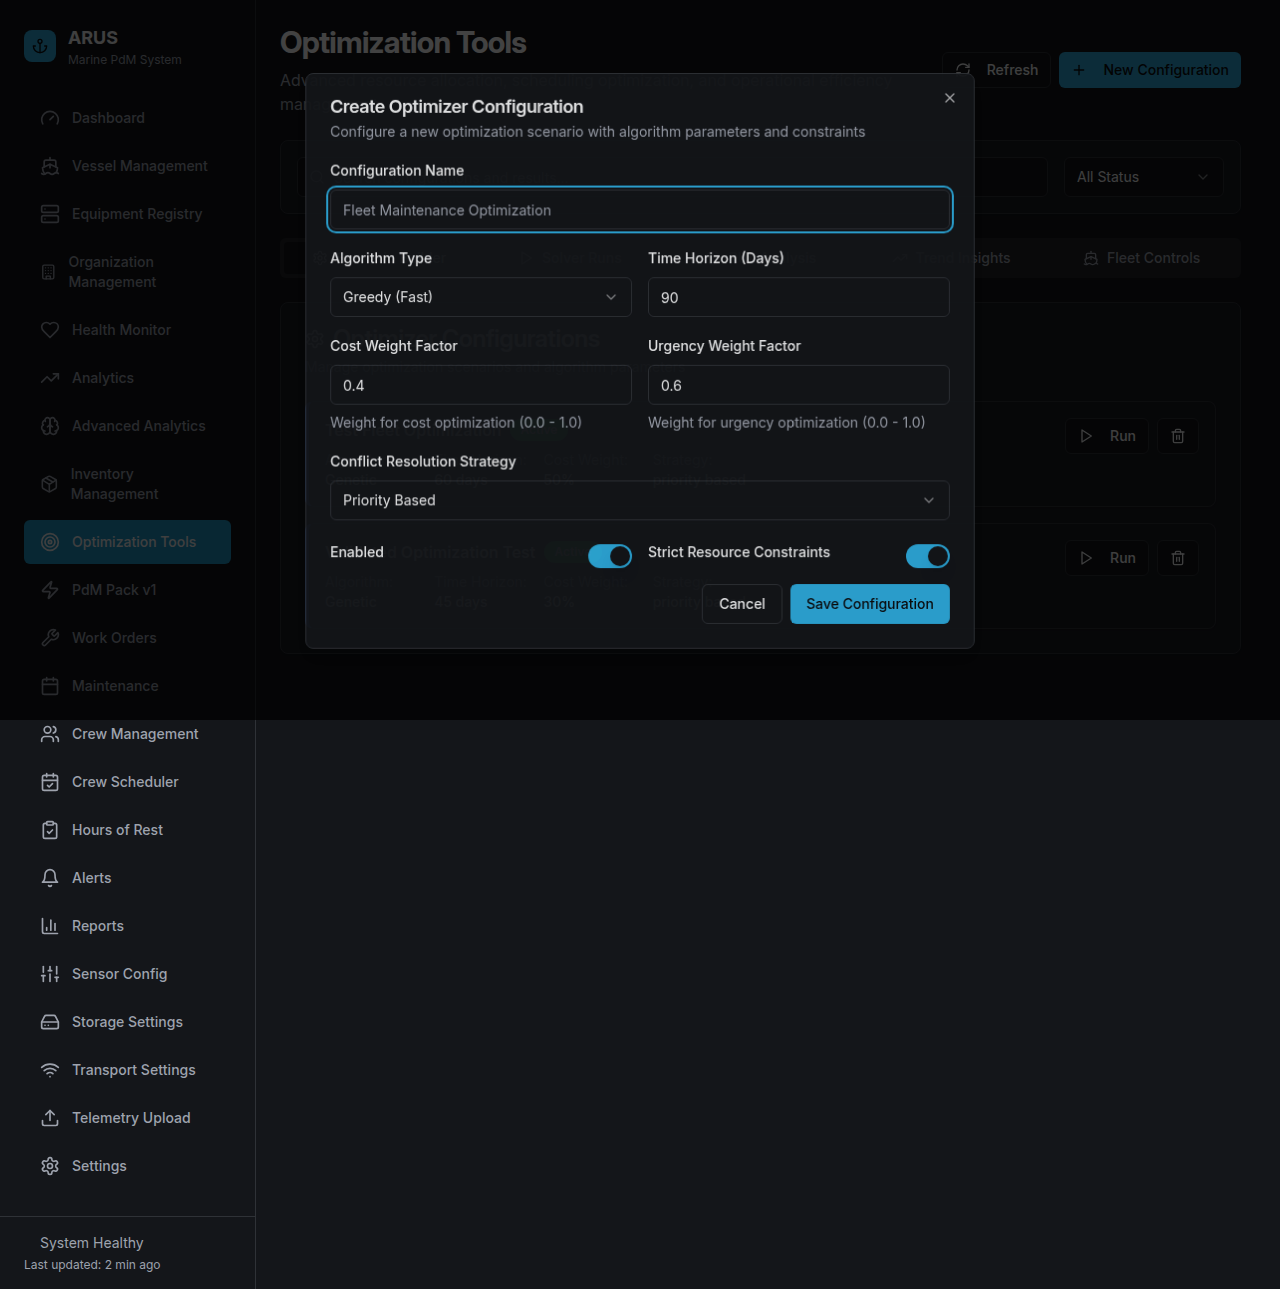 ARUS
Marine PdM System
Dashboard
Vessel Management
Equipment Registry
Organization
Management
Health Monitor
Analytics
Advanced Analytics
Inventory
Management
Optimization Tools
PdM Pack v1
Work Orders
Maintenance
Crew Management
Crew Scheduler
Hours of Rest
Alerts
Reports
Sensor Config
Storage Settings
Transport Settings
Telemetry Upload
Settings
System Healthy
Last updated: 2 min ago
Optimization Tools
Refresh
New Configuration
All Status
Fleet Controls
Run
Run
Create Optimizer Configuration
Configure a new optimization scenario with algorithm parameters and constraints
Configuration Name
Fleet Maintenance Optimization
Algorithm Type
Time Horizon (Days)
Greedy (Fast)
90
Cost Weight Factor
Urgency Weight Factor
0.4
0.6
Weight for cost optimization (0.0 - 1.0)
Weight for urgency optimization (0.0 - 1.0)
Conflict Resolution Strategy
Priority Based
Enabled
Strict Resource Constraints
Cancel
Save Configuration